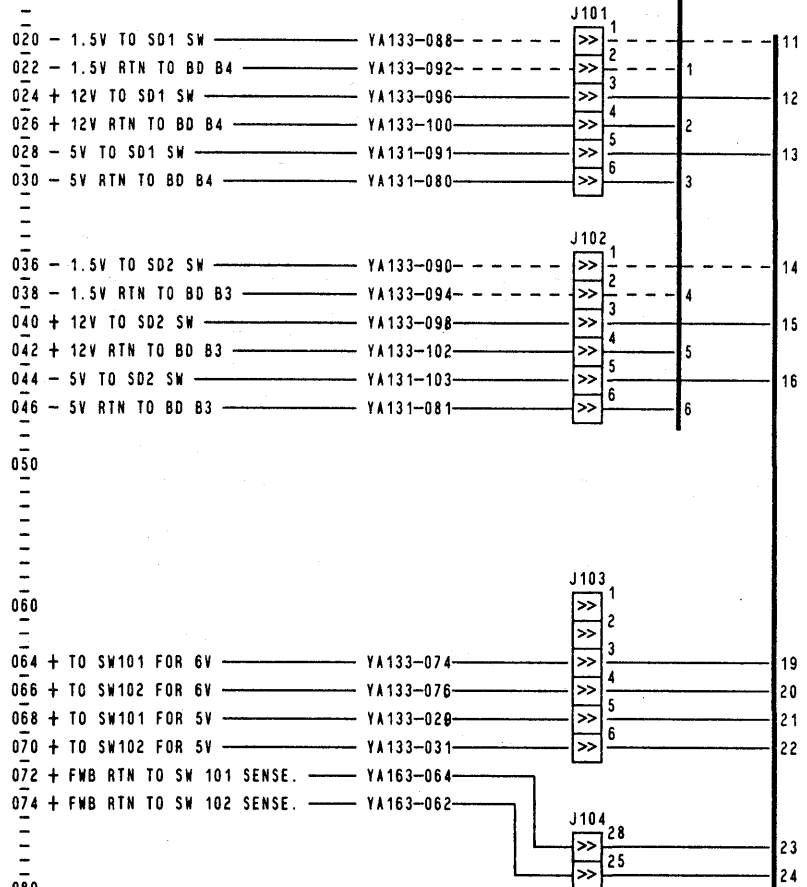 J101
1
020 - 1.5V TO SD1 SW YA133-088 >> 11
2
022 - 1.5V RTN TO BD B4 YA133-092 >> 1
3
024 + 12V TO SD1 SW YA133-096 >> 12
4
026 + 12V RTN TO BD B4 YA133-100 >> 2
5
028 - 5V TO SD1 SW YA131-091 >> 13
6
030 - 5V RTN TO BD B4 YA131-080 >> 3
J102
1
036 - 1.5V TO SD2 SW YA133-090 >> 14
2
038 - 1.5V RTN TO BD B3 YA133-094 >> 4
3
040 + 12V TO SD2 SW YA133-098 >> 15
4
042 + 12V RTN TO BD B3 YA133-102 >> 5
5
044 - 5V TO SD2 SW YA131-103 >> 16
6
046 - 5V RTN TO BD B3 YA131-081 >> 6
050
J103
1
060 >>
2
>>
3
064 + TO SW101 FOR 6V YA133-074 >> 19
4
066 + TO SW102 FOR 6V YA133-076 >> 20
5
068 + TO SW101 FOR 5V YA133-029 >> 21
6
070 + TO SW102 FOR 5V YA133-031 >> 22
072 + FWB RTN TO SW 101 SENSE. YA163-064
074 + FWB RTN TO SW 102 SENSE. YA163-062
J104
28
>> 23
25
>> 24